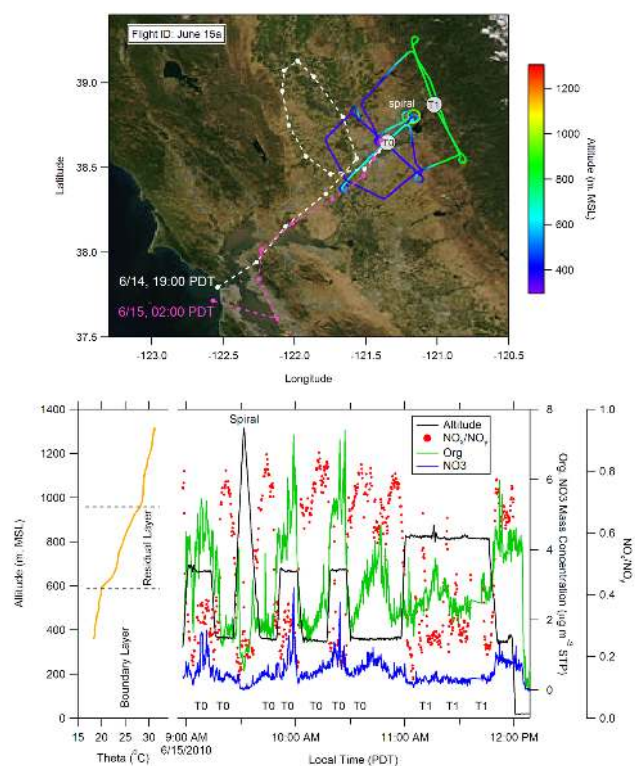 Flight ID: June 15a
39.0
38.5
38.0
37.5
Latitude
spiral
T1
T0
6/14, 19:00 PDT
6/15, 02:00 PDT
-123.0 -122.5 -122.0 -121.5 -121.0 -120.5
Longitude
1200
1000
800
600
400
Altitude (m, MSL)
1400
1200
1000
800
600
400
200
0
Altitude (m, MSL)
Residual Layer
Boundary Layer
15 20 25 30
Theta (°C)
Spiral
Altitude
NOx/NOy
Org
NO3
T0 T0 T0 T0 T0 T0 T0 T1 T1 T1
9:00 AM 10:00 AM 11:00 AM 12:00 PM
6/15/2010
Local Time (PDT)
8
6
4
2
0
Org, NO3 Mass Concentration (µg m-3 STP)
1.0
0.8
0.6
0.4
0.2
0.0
NOx/NOy